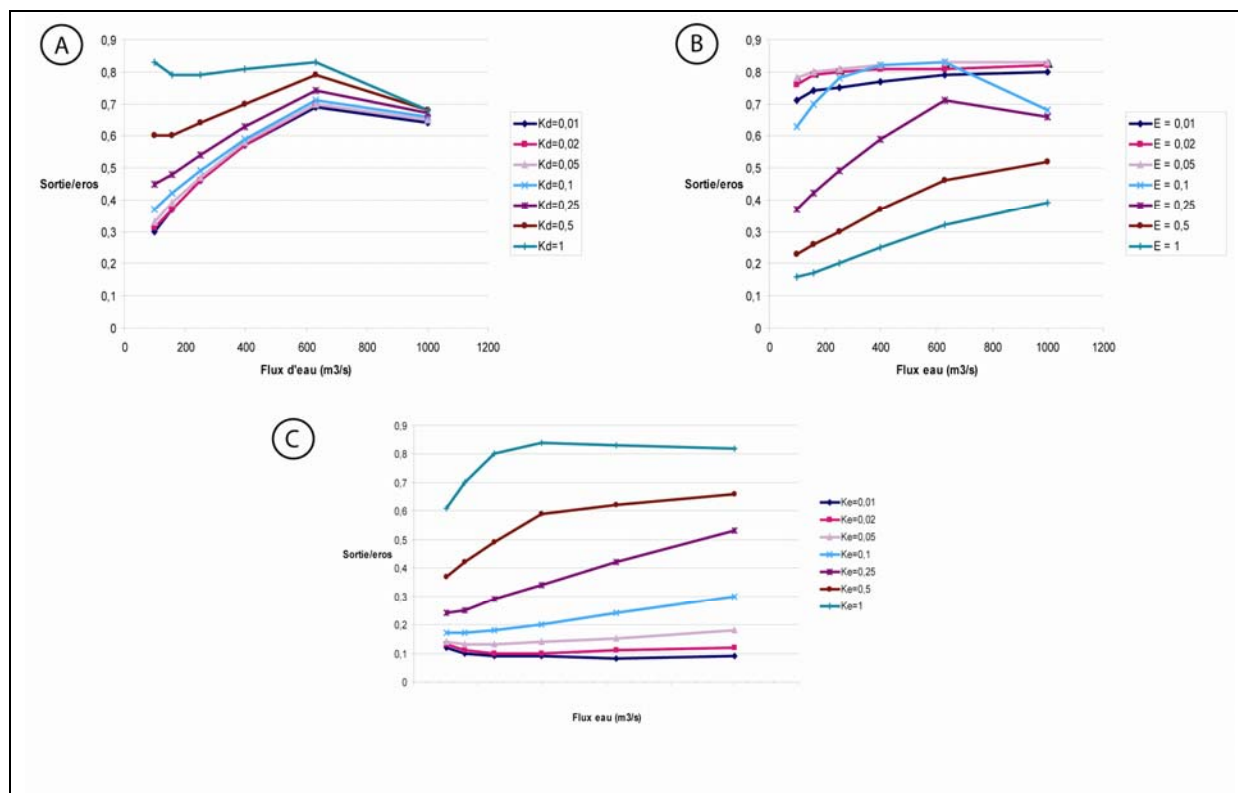 A
0,9
0,8
0,7
0,6
0,5
Sortie/eros
0,4
0,3
0,2
0,1
0
0 200 400 600 800 1000 1200
Flux d'eau (m3/s)
Kd=0,01
Kd=0,02
Kd=0,05
Kd=0,1
Kd=0,25
Kd=0,5
Kd=1
B
0,9
0,8
0,7
0,6
0,5
Sortie/eros
0,4
0,3
0,2
0,1
0
0 200 400 600 800 1000 1200
Flux eau (m3/s)
E = 0,01
E = 0,02
E = 0,05
E = 0,1
E = 0,25
E = 0,5
E = 1
C
0,9
0,8
0,7
0,6
0,5
Sortie/eros
0,4
0,3
0,2
0,1
0
Flux eau (m3/s)
Ke=0,01
Ke=0,02
Ke=0,05
Ke=0,1
Ke=0,25
Ke=0,5
Ke=1